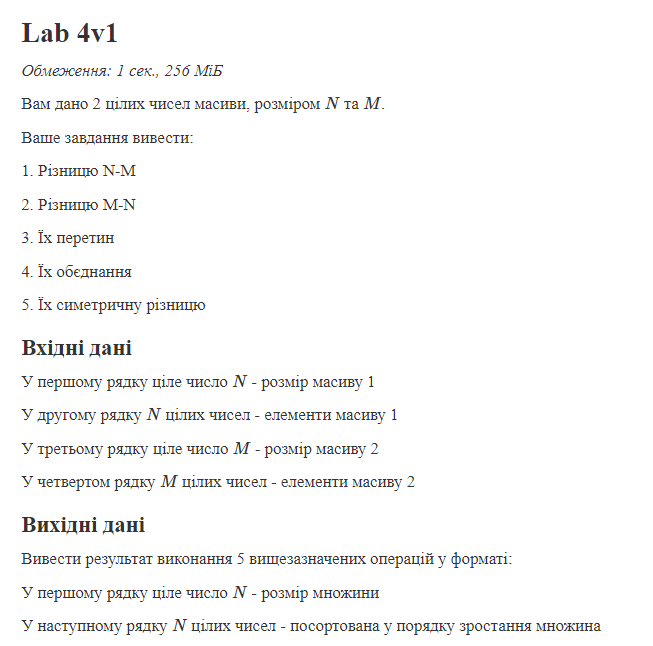 Lab 4v1
Обмеження: 1 сек., 256 МіБ
Вам дано 2 цілих чисел масиви, розміром N та M.
Ваше завдання вивести:
1. Різницю N-M
2. Різницю M-N
3. Їх перетин
4. Їх обєднання
5. Їх симетричну різницю
Вхідні дані
У першому рядку ціле число N - розмір масиву 1
У другому рядку N цілих чисел - елементи масиву 1
У третьому рядку ціле число M - розмір масиву 2
У четвертом рядку M цілих чисел - елементи масиву 2
Вихідні дані
Вивести результат виконання 5 вищезазначених операцій у форматі:
У першому рядку ціле число N - розмір множини
У наступному рядку N цілих чисел - посортована у порядку зростання множина